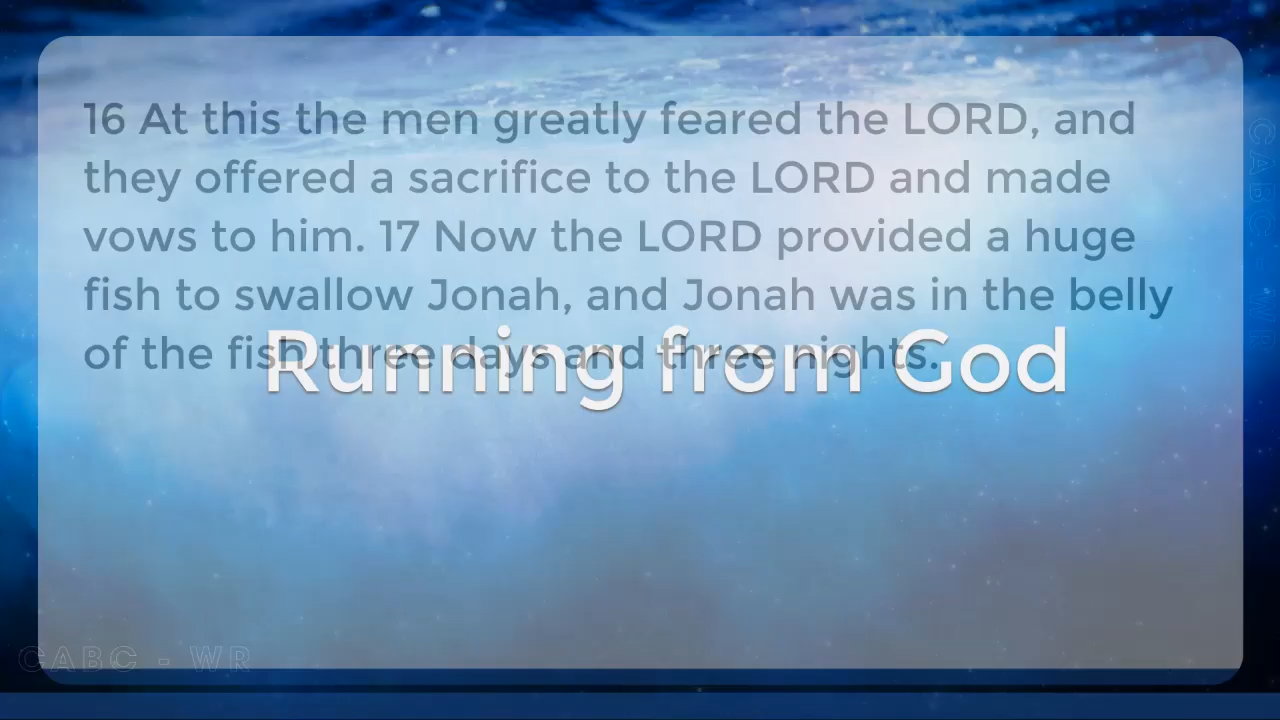 16 At this the men greatly feared the LORD, and
they offered a sacrifice to the LORD and made
vows to him. 17 Now the LORD provided a huge
fish to swallow Jonah, and Jonah was in the belly
of the fish three days and three nights.
Running from God
CABC - WR
CABC - WR